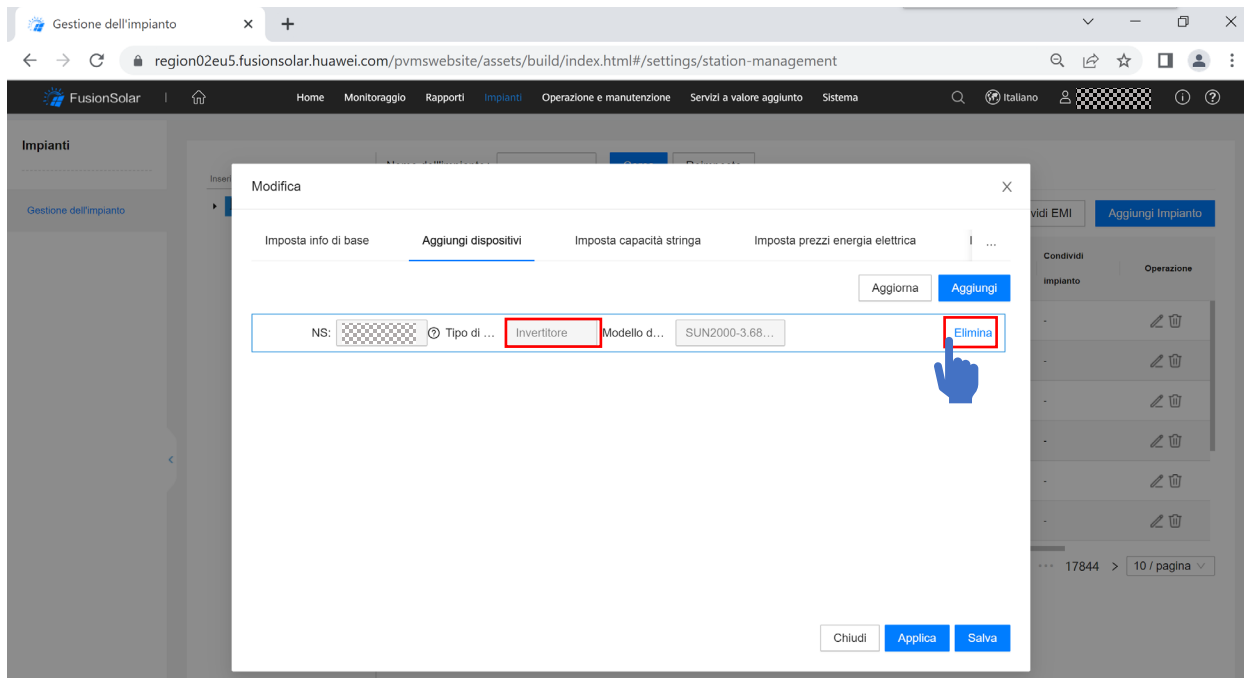 Gestione dell'impianto
region02eu5.fusionsolar.huawei.com/pvmswebsite/assets/build/index.html#/settings/station-management
FusionSolar Home Monitoraggio Rapporti Impianti Operazione e manutenzione Servizi a valore aggiunto Sistema Italiano
Impianti
Gestione dell'impianto
Inseri
Modifica
vidi EMI Aggiungi Impianto
Imposta info di base Aggiungi dispositivi Imposta capacità stringa Imposta prezzi energia elettrica I ...
Condividi
impianto
Operazione
Aggiorna Aggiungi
NS: Tipo di ... Invertitore Modello d... SUN2000-3.68... Elimina
-
-
-
-
-
-
··· 17844 > 10 / pagina
Chiudi Applica Salva